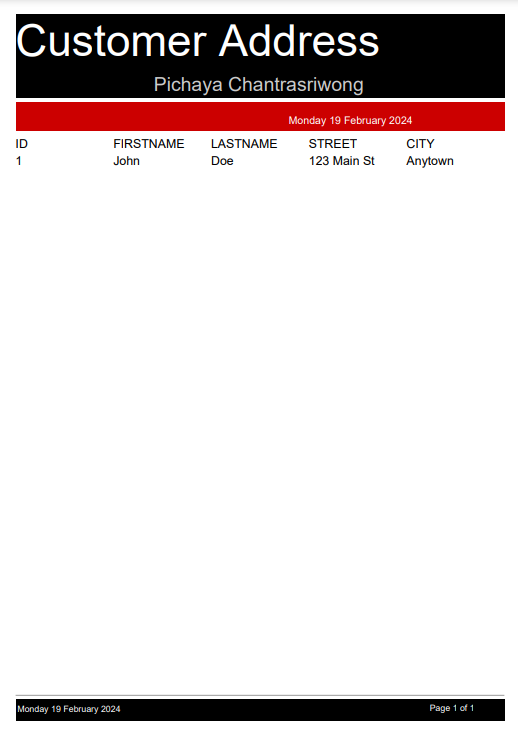 Customer Address
Pichaya Chantrasriwong
Monday 19 February 2024
ID FIRSTNAME LASTNAME STREET CITY
1 John Doe 123 Main St Anytown
Monday 19 February 2024 Page 1 of 1